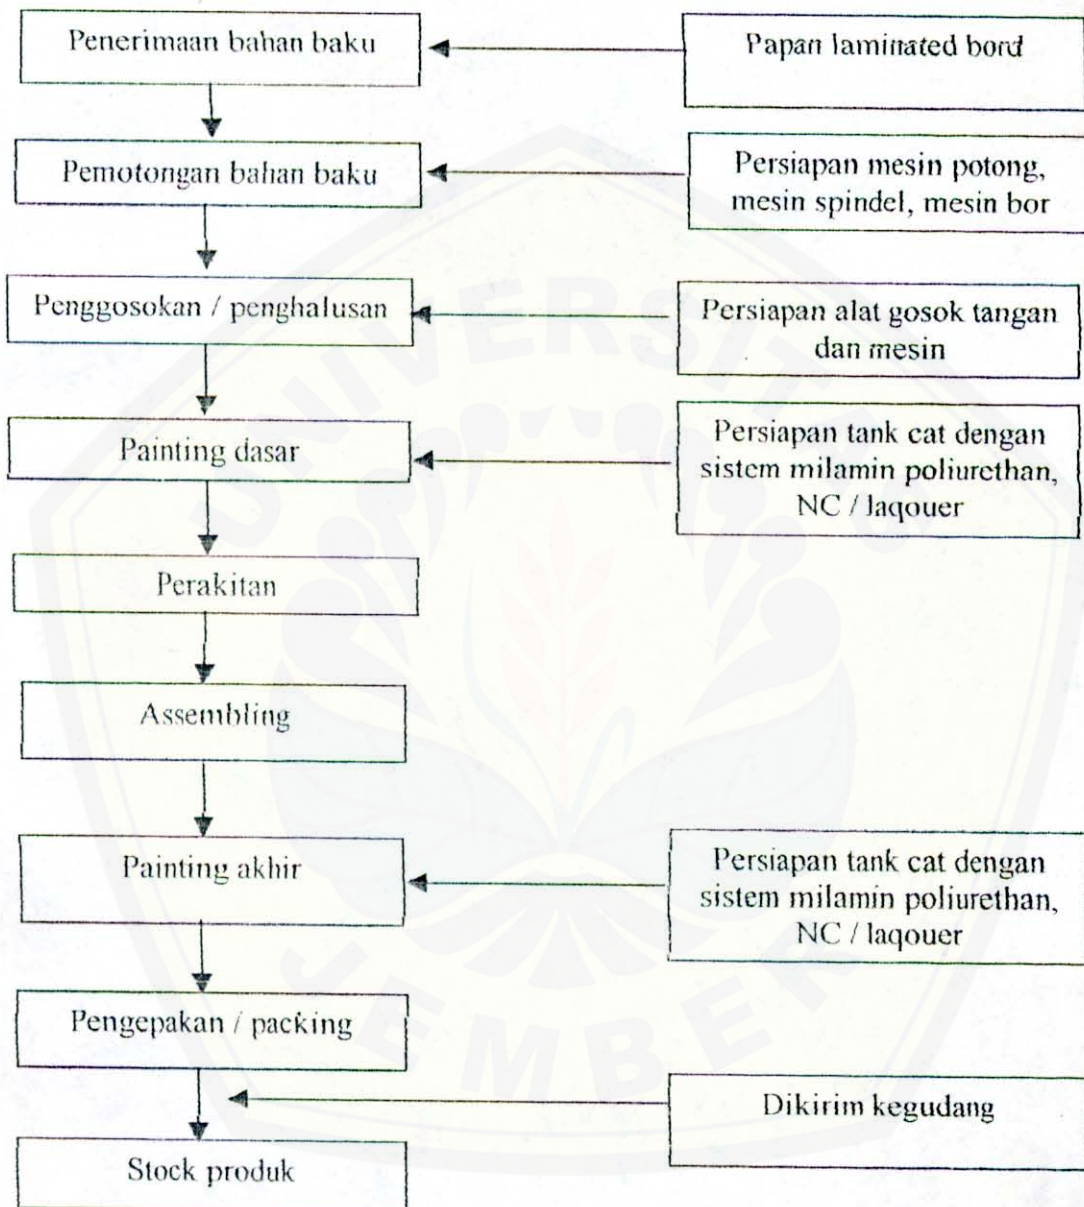 Penerimaan bahan baku
Papan laminated bord
Pemotongan bahan baku
Persiapan mesin potong,
mesin spindel, mesin bor
Penggosokan / penghalusan
Persiapan alat gosok tangan
dan mesin
Painting dasar
Persiapan tank cat dengan
sistem milamin poliurethan,
NC / laqouer
Perakitan
Assembling
Painting akhir
Persiapan tank cat dengan
sistem milamin poliurethan,
NC / laqouer
Pengepakan / packing
Dikirim kegudang
Stock produk
UNIVERSITAS
JEMBER